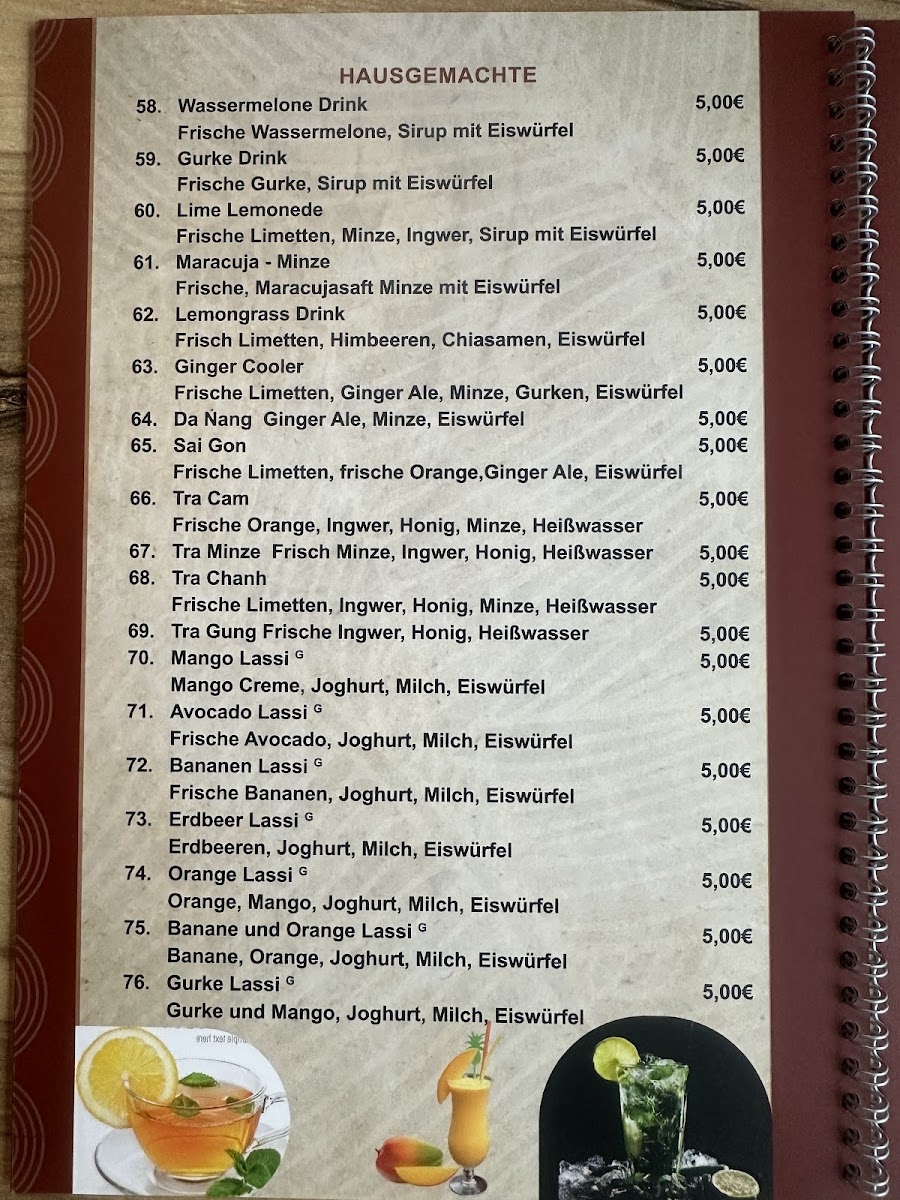 HAUSGEMACHTE
58. Wassermelone Drink 5,00€
Frische Wassermelone, Sirup mit Eiswürfel
59. Gurke Drink 5,00€
Frische Gurke, Sirup mit Eiswürfel
60. Lime Lemonede 5,00€
Frische Limetten, Minze, Ingwer, Sirup mit Eiswürfel
61. Maracuja - Minze 5,00€
Frische, Maracujasaft Minze mit Eiswürfel
62. Lemongrass Drink 5,00€
Frisch Limetten, Himbeeren, Chiasamen, Eiswürfel
63. Ginger Cooler 5,00€
Frische Limetten, Ginger Ale, Minze, Gurken, Eiswürfel
64. Da Nang Ginger Ale, Minze, Eiswürfel 5,00€
65. Sai Gon 5,00€
Frische Limetten, frische Orange,Ginger Ale, Eiswürfel
66. Tra Cam 5,00€
Frische Orange, Ingwer, Honig, Minze, Heißwasser
67. Tra Minze Frisch Minze, Ingwer, Honig, Heißwasser 5,00€
68. Tra Chanh 5,00€
Frische Limetten, Ingwer, Honig, Minze, Heißwasser
69. Tra Gung Frische Ingwer, Honig, Heißwasser 5,00€
70. Mango Lassi G 5,00€
Mango Creme, Joghurt, Milch, Eiswürfel
71. Avocado Lassi G 5,00€
Frische Avocado, Joghurt, Milch, Eiswürfel
72. Bananen Lassi G 5,00€
Frische Bananen, Joghurt, Milch, Eiswürfel
73. Erdbeer Lassi G 5,00€
Erdbeeren, Joghurt, Milch, Eiswürfel
74. Orange Lassi G 5,00€
Orange, Mango, Joghurt, Milch, Eiswürfel
75. Banane und Orange Lassi G 5,00€
Banane, Orange, Joghurt, Milch, Eiswürfel
76. Gurke Lassi G 5,00€
Gurke und Mango, Joghurt, Milch, Eiswürfel
text here